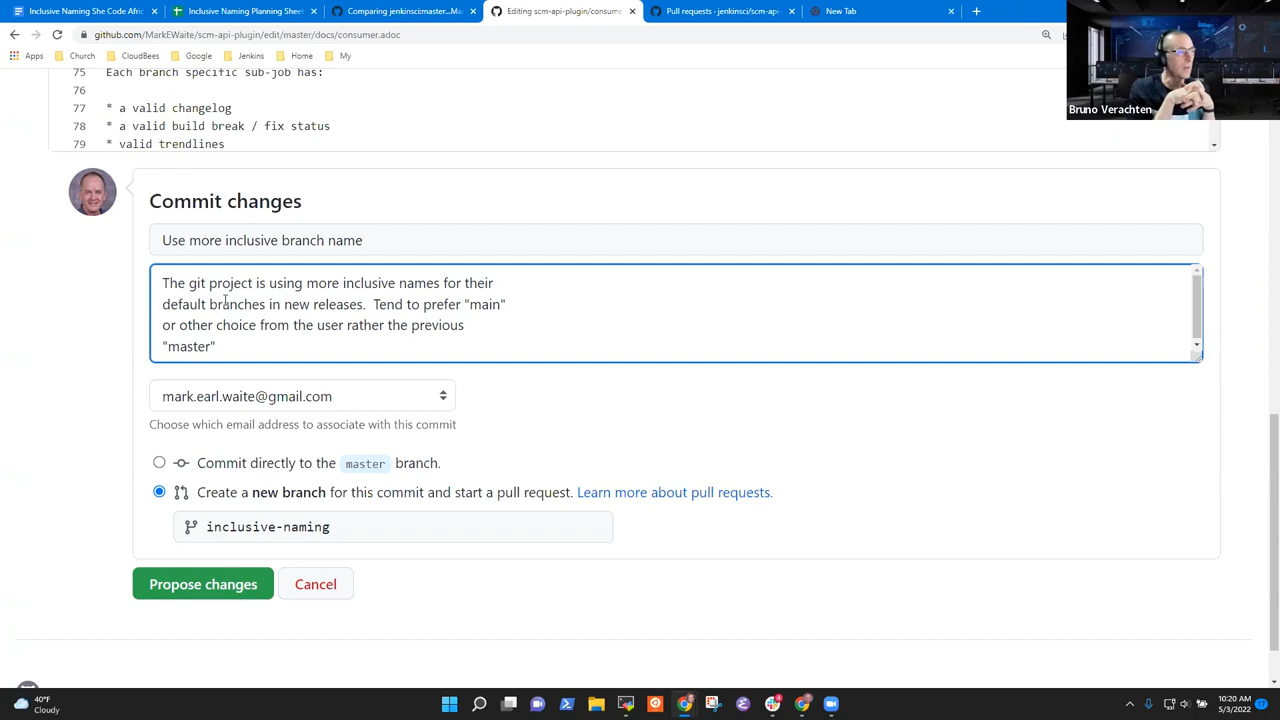 Inclusive Naming She Code Afric
Inclusive Naming Planning Sheet
Comparing jenkinsci:master...Ma
Editing scm-api-plugin/consume
Pull requests · jenkinsci/scm-api
New Tab
github.com/MarkEWaite/scm-api-plugin/edit/master/docs/consumer.adoc
Apps Church CloudBees Google Jenkins Home My
Bruno Verachten
75 Each branch specific sub-job has:
76
77 * a valid changelog
78 * a valid build break / fix status
79 * valid trendlines
Commit changes
Use more inclusive branch name
The git project is using more inclusive names for their
default branches in new releases. Tend to prefer "main"
or other choice from the user rather the previous
"master"
mark.earl.waite@gmail.com
Choose which email address to associate with this commit
Commit directly to the master branch.
Create a new branch for this commit and start a pull request. Learn more about pull requests.
inclusive-naming
Propose changes Cancel
40°F
Cloudy
4
10:20 AM
5/3/2022
17